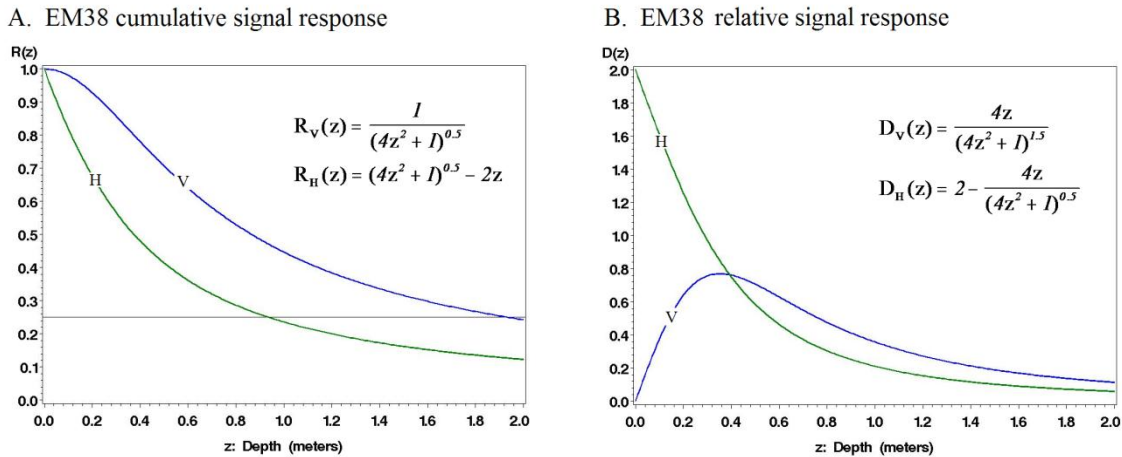 A. EM38 cumulative signal response
R(z)
1.0
0.9
0.8
0.7
0.6
0.5
0.4
0.3
0.2
0.1
0.0
H
V
R_V(z) = 1 / (4z² + 1)^0.5
R_H(z) = (4z² + 1)^0.5 − 2z
0.0 0.2 0.4 0.6 0.8 1.0 1.2 1.4 1.6 1.8 2.0
z: Depth (meters)
B. EM38 relative signal response
D(z)
2.0
1.8
1.6
1.4
1.2
1.0
0.8
0.6
0.4
0.2
0.0
H
V
D_V(z) = 4z / (4z² + 1)^1.5
D_H(z) = 2 − 4z / (4z² + 1)^0.5
0.0 0.2 0.4 0.6 0.8 1.0 1.2 1.4 1.6 1.8 2.0
z: Depth (meters)